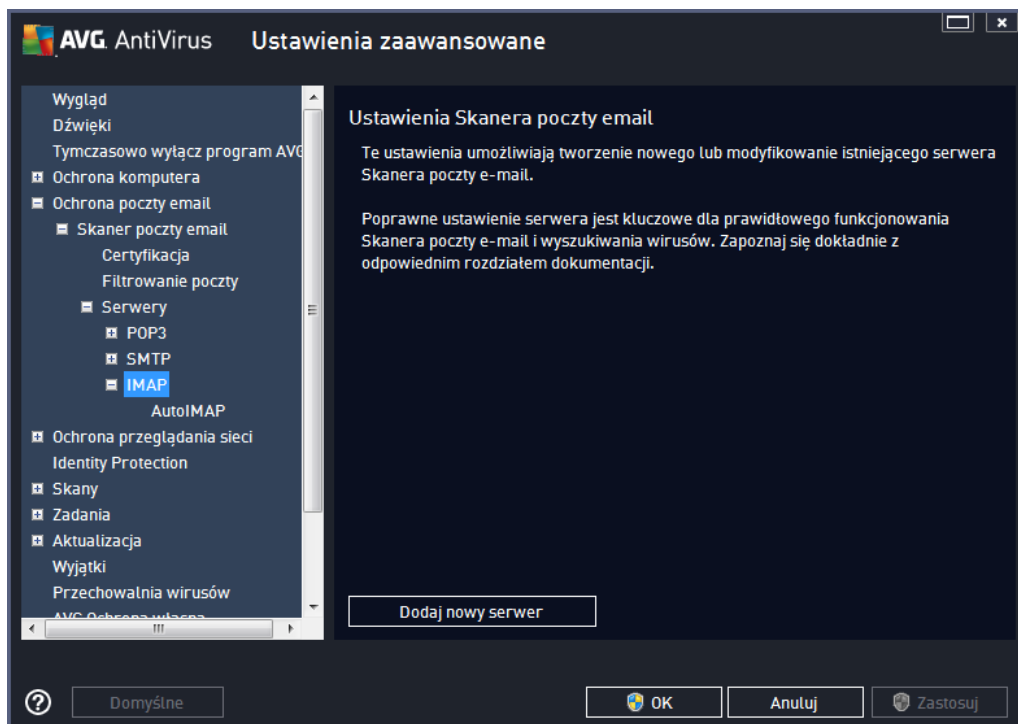 AVG. AntiVirus Ustawienia zaawansowane
Wygląd
Dźwięki
Tymczasowo wyłącz program AVG
Ochrona komputera
Ochrona poczty email
Skaner poczty email
Certyfikacja
Filtrowanie poczty
Serwery
POP3
SMTP
IMAP
AutoIMAP
Ochrona przeglądania sieci
Identity Protection
Skany
Zadania
Aktualizacja
Wyjątki
Przechowalnia wirusów
AVG Ochrona własna
Ustawienia Skanera poczty email
Te ustawienia umożliwiają tworzenie nowego lub modyfikowanie istniejącego serwera
Skanera poczty e-mail.
Poprawne ustawienie serwera jest kluczowe dla prawidłowego funkcjonowania
Skanera poczty e-mail i wyszukiwania wirusów. Zapoznaj się dokładnie z
odpowiednim rozdziałem dokumentacji.
Dodaj nowy serwer
Domyślne
OK
Anuluj
Zastosuj